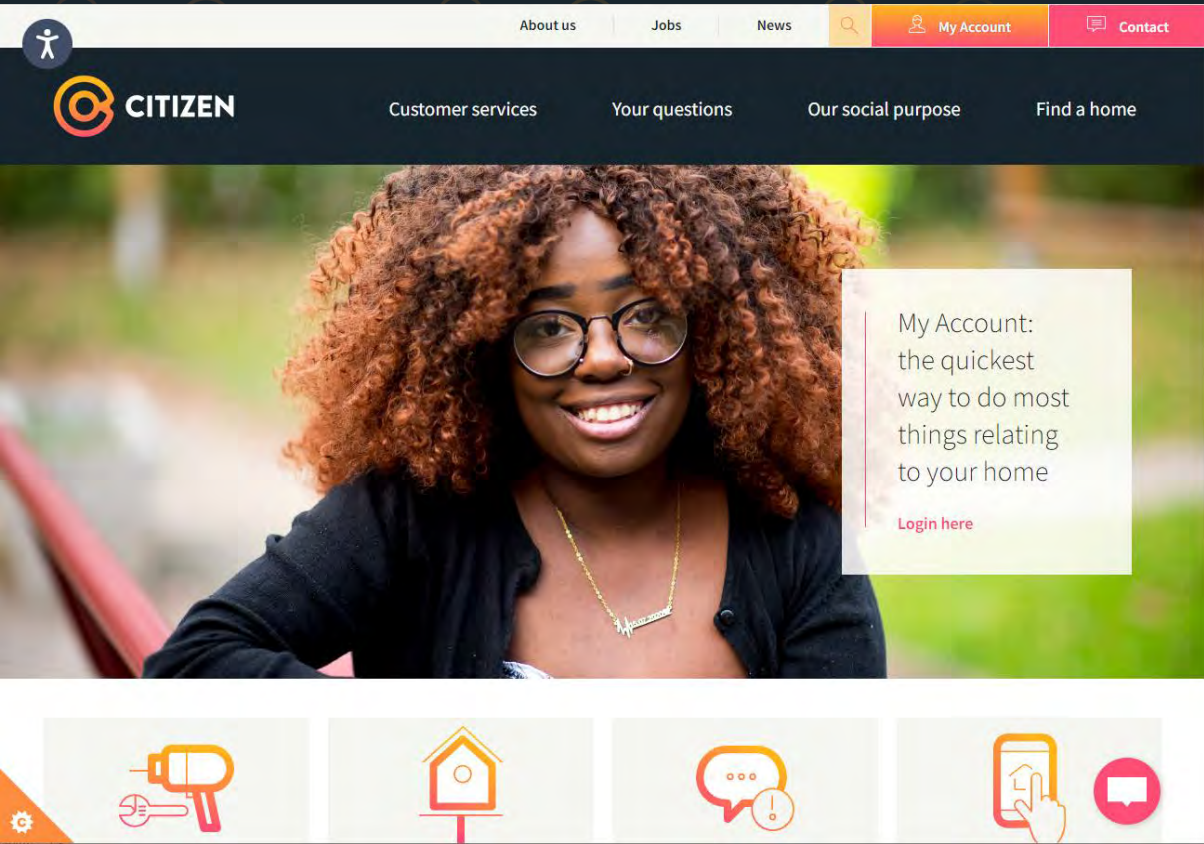 About us
Jobs
News
My Account
Contact
CITIZEN
Customer services
Your questions
Our social purpose
Find a home
My Account:
the quickest
way to do most
things relating
to your home
Login here